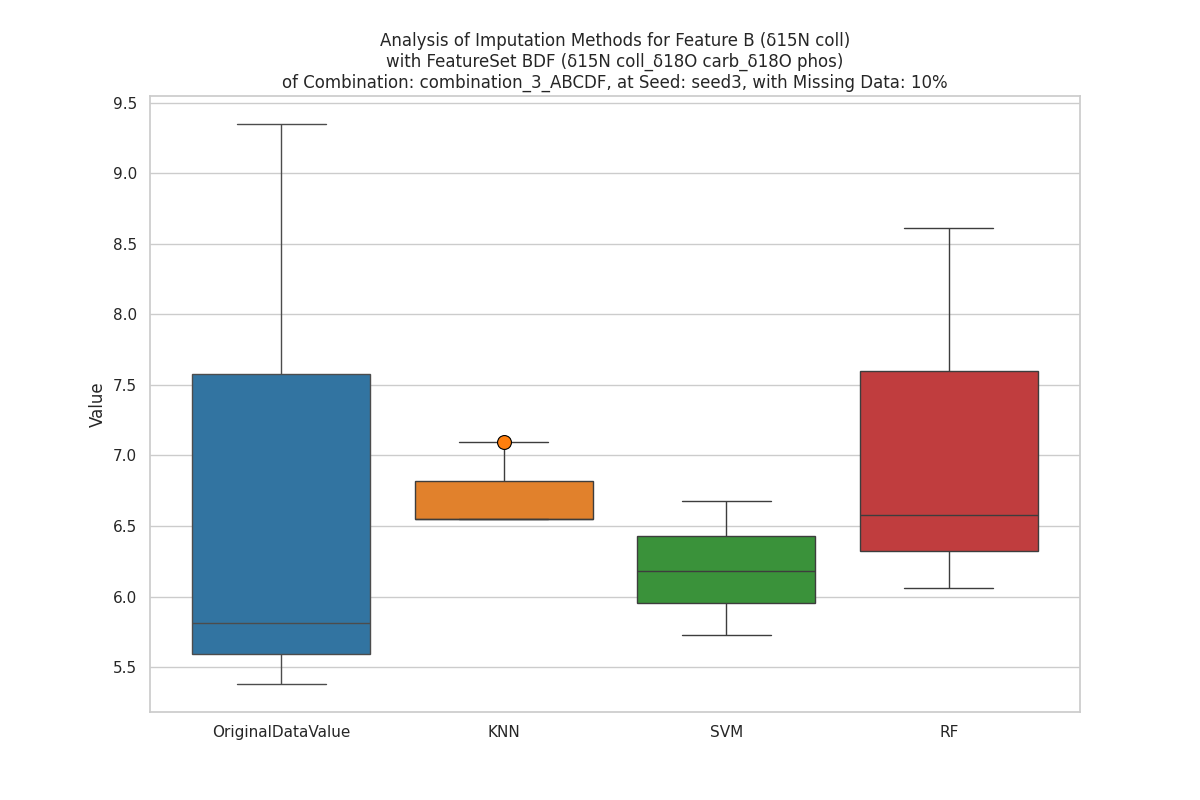 Analysis of Imputation Methods for Feature B (δ15N coll)
with FeatureSet BDF (δ15N coll_δ18O carb_δ18O phos)
of Combination: combination_3_ABCDF, at Seed: seed3, with Missing Data: 10%
9.5
9.0
8.5
8.0
7.5
7.0
6.5
6.0
5.5
Value
OriginalDataValue
KNN
SVM
RF